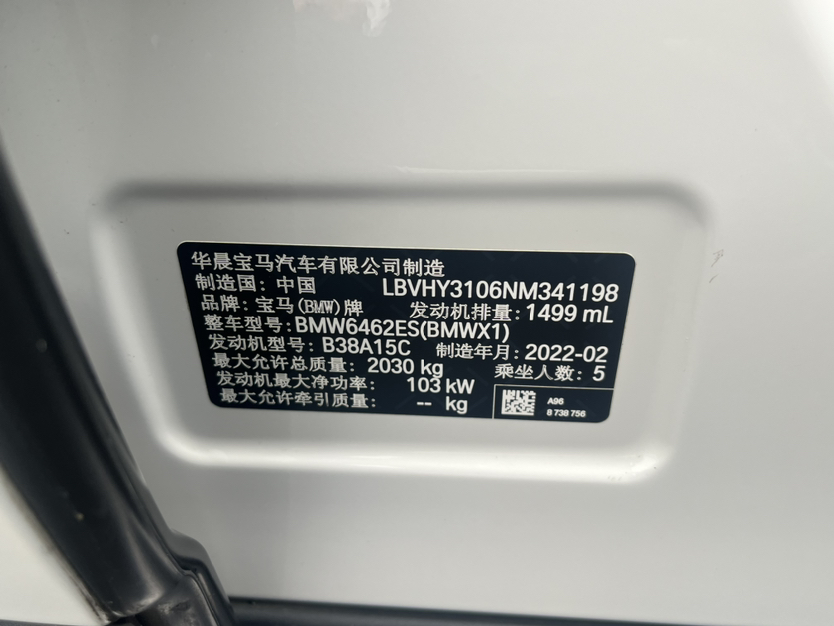 华晨宝马汽车有限公司制造
制造国：中国 LBVHY3106NM341198
品牌：宝马(BMW)牌 发动机排量：1499 mL
整车型号：BMW6462ES(BMWX1)
发动机型号：B38A15C 制造年月：2022-02
最大允许总质量：2030 kg 乘坐人数：5
发动机最大净功率：103 kW
最大允许牵引质量：-- kg
A96
8 738 756